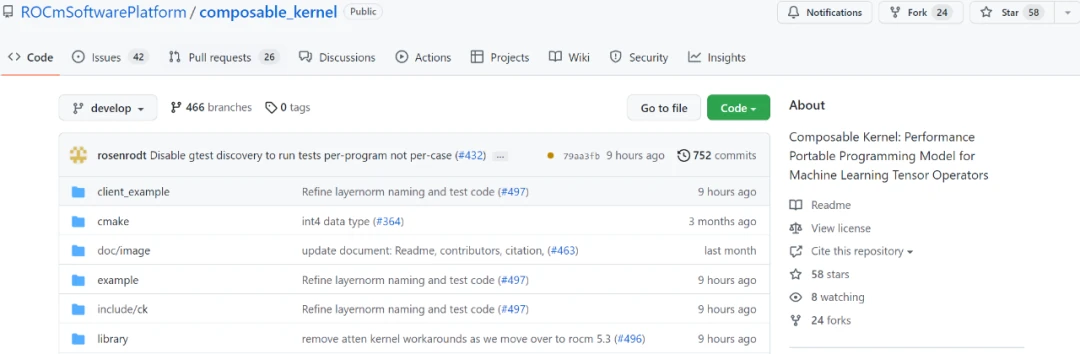 ROCmSoftwarePlatform / composable_kernel Public
Notifications Fork 24 Star 58
Code Issues 42 Pull requests 26 Discussions Actions Projects Wiki Security Insights
develop 466 branches 0 tags Go to file Code
rosenrodt Disable gtest discovery to run tests per-program not per-case (#432) ... 79aa3fb 9 hours ago 752 commits
client_example Refine layernorm naming and test code (#497) 9 hours ago
cmake int4 data type (#364) 3 months ago
doc/image update document: Readme, contributors, citation, (#463) last month
example Refine layernorm naming and test code (#497) 9 hours ago
include/ck Refine layernorm naming and test code (#497) 9 hours ago
library remove atten kernel workarounds as we move over to rocm 5.3 (#496) 9 hours ago
About
Composable Kernel: Performance
Portable Programming Model for
Machine Learning Tensor Operators
Readme
View license
Cite this repository
58 stars
8 watching
24 forks